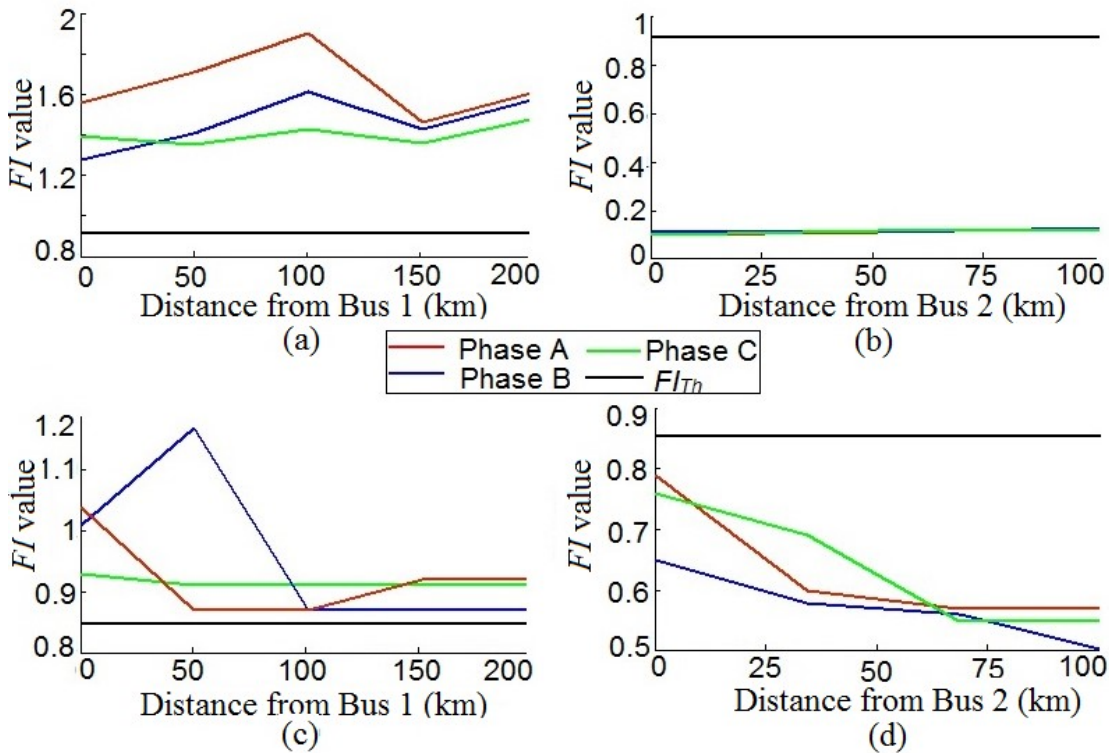 2
1.6
1.2
0.8
FI value
0 50 100 150 200
Distance from Bus 1 (km)
(a)
1
0.8
0.6
0.4
0.2
0
FI value
0 25 50 75 100
Distance from Bus 2 (km)
(b)
Phase A Phase C
Phase B FITh
1.2
1.1
1
0.9
0.8
FI value
0 50 100 150 200
Distance from Bus 1 (km)
(c)
0.9
0.8
0.7
0.6
0.5
FI value
0 25 50 75 100
Distance from Bus 2 (km)
(d)